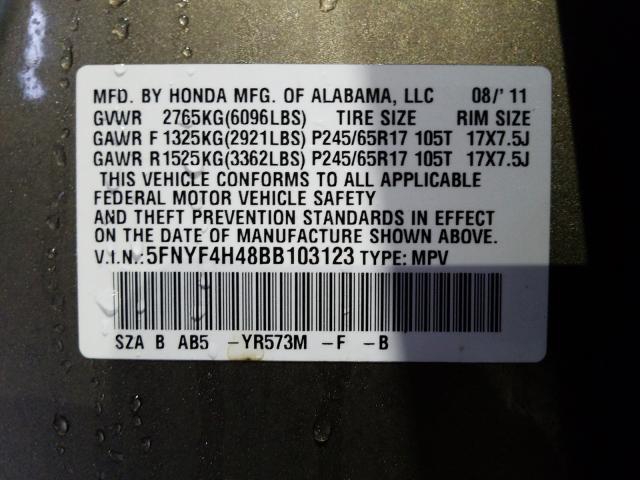 MFD. BY HONDA MFG. OF ALABAMA, LLC 08/' 11
GVWR 2765KG(6096LBS) TIRE SIZE RIM SIZE
GAWR F 1325KG(2921LBS) P245/65R17 105T 17X7.5J
GAWR R 1525KG(3362LBS) P245/65R17 105T 17X7.5J
THIS VEHICLE CONFORMS TO ALL APPLICABLE
FEDERAL MOTOR VEHICLE SAFETY
AND THEFT PREVENTION STANDARDS IN EFFECT
ON THE DATE OF MANUFACTURE SHOWN ABOVE.
V.I.N.: 5FNYF4H48BB103123 TYPE: MPV
SZA B AB5 -YR573M -F -B